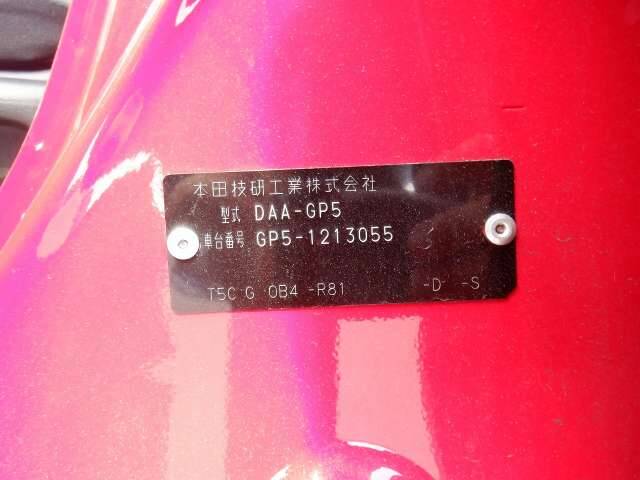 本田技研工業株式会社
型式 DAA-GP5
車台番号 GP5-1213055
T5C G 0B4 -R81 -D -S